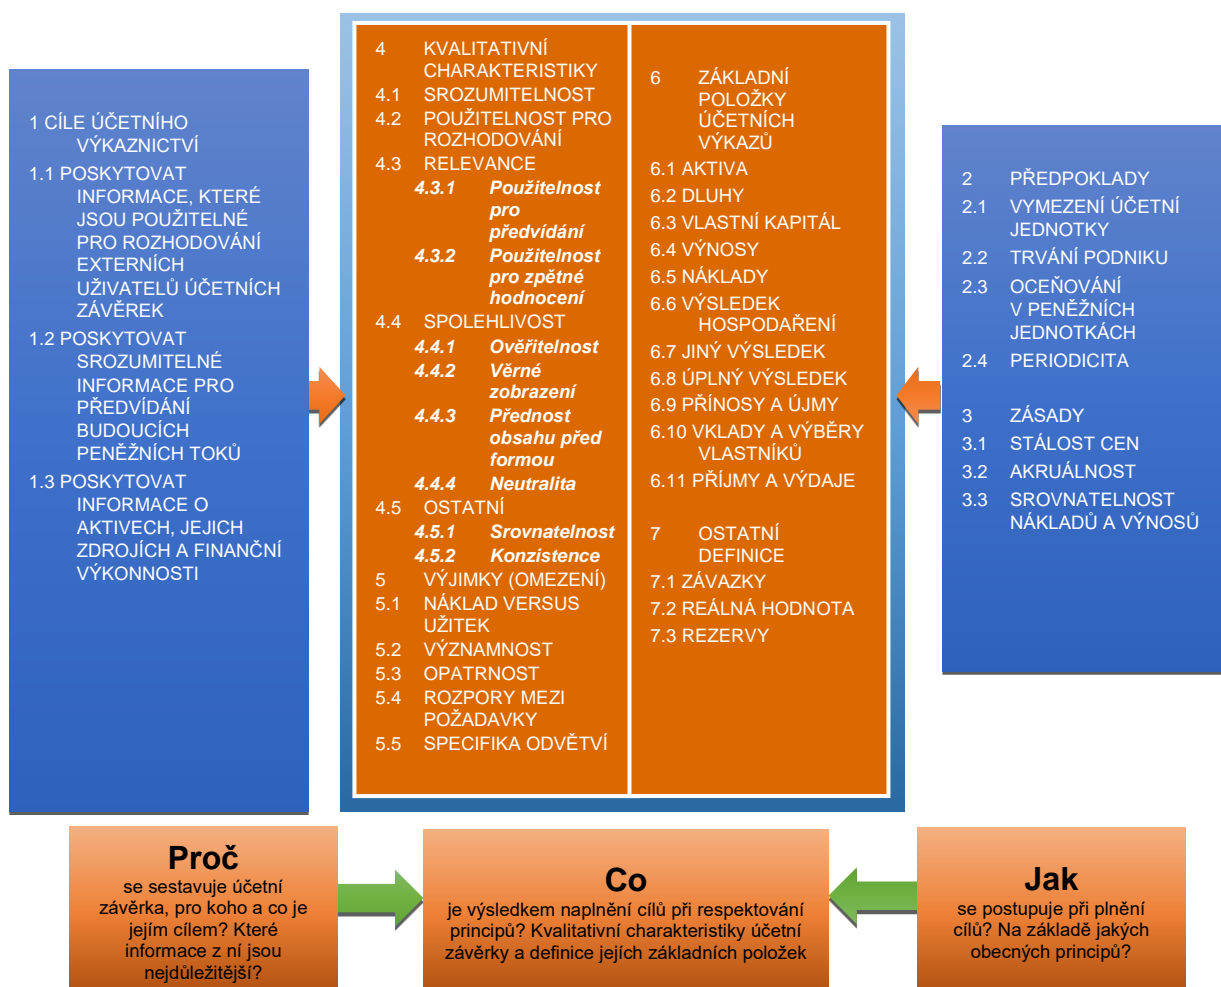 1 CÍLE ÚČETNÍHO
VÝKAZNICTVÍ
1.1 POSKYTOVAT
INFORMACE, KTERÉ
JSOU POUŽITELNÉ
PRO ROZHODOVÁNÍ
EXTERNÍCH
UŽIVATELŮ ÚČETNÍCH
ZÁVĚREK
1.2 POSKYTOVAT
SROZUMITELNÉ
INFORMACE PRO
PŘEDVÍDÁNÍ
BUDOUCÍCH
PENĚŽNÍCH TOKŮ
1.3 POSKYTOVAT
INFORMACE O
AKTIVECH, JEJICH
ZDROJÍCH A FINANČNÍ
VÝKONNOSTI
4 KVALITATIVNÍ
CHARAKTERISTIKY
4.1 SROZUMITELNOST
4.2 POUŽITELNOST PRO
ROZHODOVÁNÍ
4.3 RELEVANCE
4.3.1 Použitelnost
pro
předvídání
4.3.2 Použitelnost
pro zpětné
hodnocení
4.4 SPOLEHLIVOST
4.4.1 Ověřitelnost
4.4.2 Věrné
zobrazení
4.4.3 Přednost
obsahu před
formou
4.4.4 Neutralita
4.5 OSTATNÍ
4.5.1 Srovnatelnost
4.5.2 Konzistence
5 VÝJIMKY (OMEZENÍ)
5.1 NÁKLAD VERSUS
UŽITEK
5.2 VÝZNAMNOST
5.3 OPATRNOST
5.4 ROZPORY MEZI
POŽADAVKY
5.5 SPECIFIKA ODVĚTVÍ
6 ZÁKLADNÍ
POLOŽKY
ÚČETNÍCH
VÝKAZŮ
6.1 AKTIVA
6.2 DLUHY
6.3 VLASTNÍ KAPITÁL
6.4 VÝNOSY
6.5 NÁKLADY
6.6 VÝSLEDEK
HOSPODAŘENÍ
6.7 JINÝ VÝSLEDEK
6.8 ÚPLNÝ VÝSLEDEK
6.9 PŘÍNOSY A ÚJMY
6.10 VKLADY A VÝBĚRY
VLASTNÍKŮ
6.11 PŘÍJMY A VÝDAJE
7 OSTATNÍ
DEFINICE
7.1 ZÁVAZKY
7.2 REÁLNÁ HODNOTA
7.3 REZERVY
2 PŘEDPOKLADY
2.1 VYMEZENÍ ÚČETNÍ
JEDNOTKY
2.2 TRVÁNÍ PODNIKU
2.3 OCEŇOVÁNÍ
V PENĚŽNÍCH
JEDNOTKÁCH
2.4 PERIODICITA
3 ZÁSADY
3.1 STÁLOST CEN
3.2 AKRUÁLNOST
3.3 SROVNATELNOST
NÁKLADŮ A VÝNOSŮ
Proč
se sestavuje účetní
závěrka, pro koho a co je
jejím cílem? Které
informace z ní jsou
nejdůležitější?
Co
je výsledkem naplnění cílů při respektování
principů? Kvalitativní charakteristiky účetní
závěrky a definice jejích základních položek
Jak
se postupuje při plnění
cílů? Na základě jakých
obecných principů?